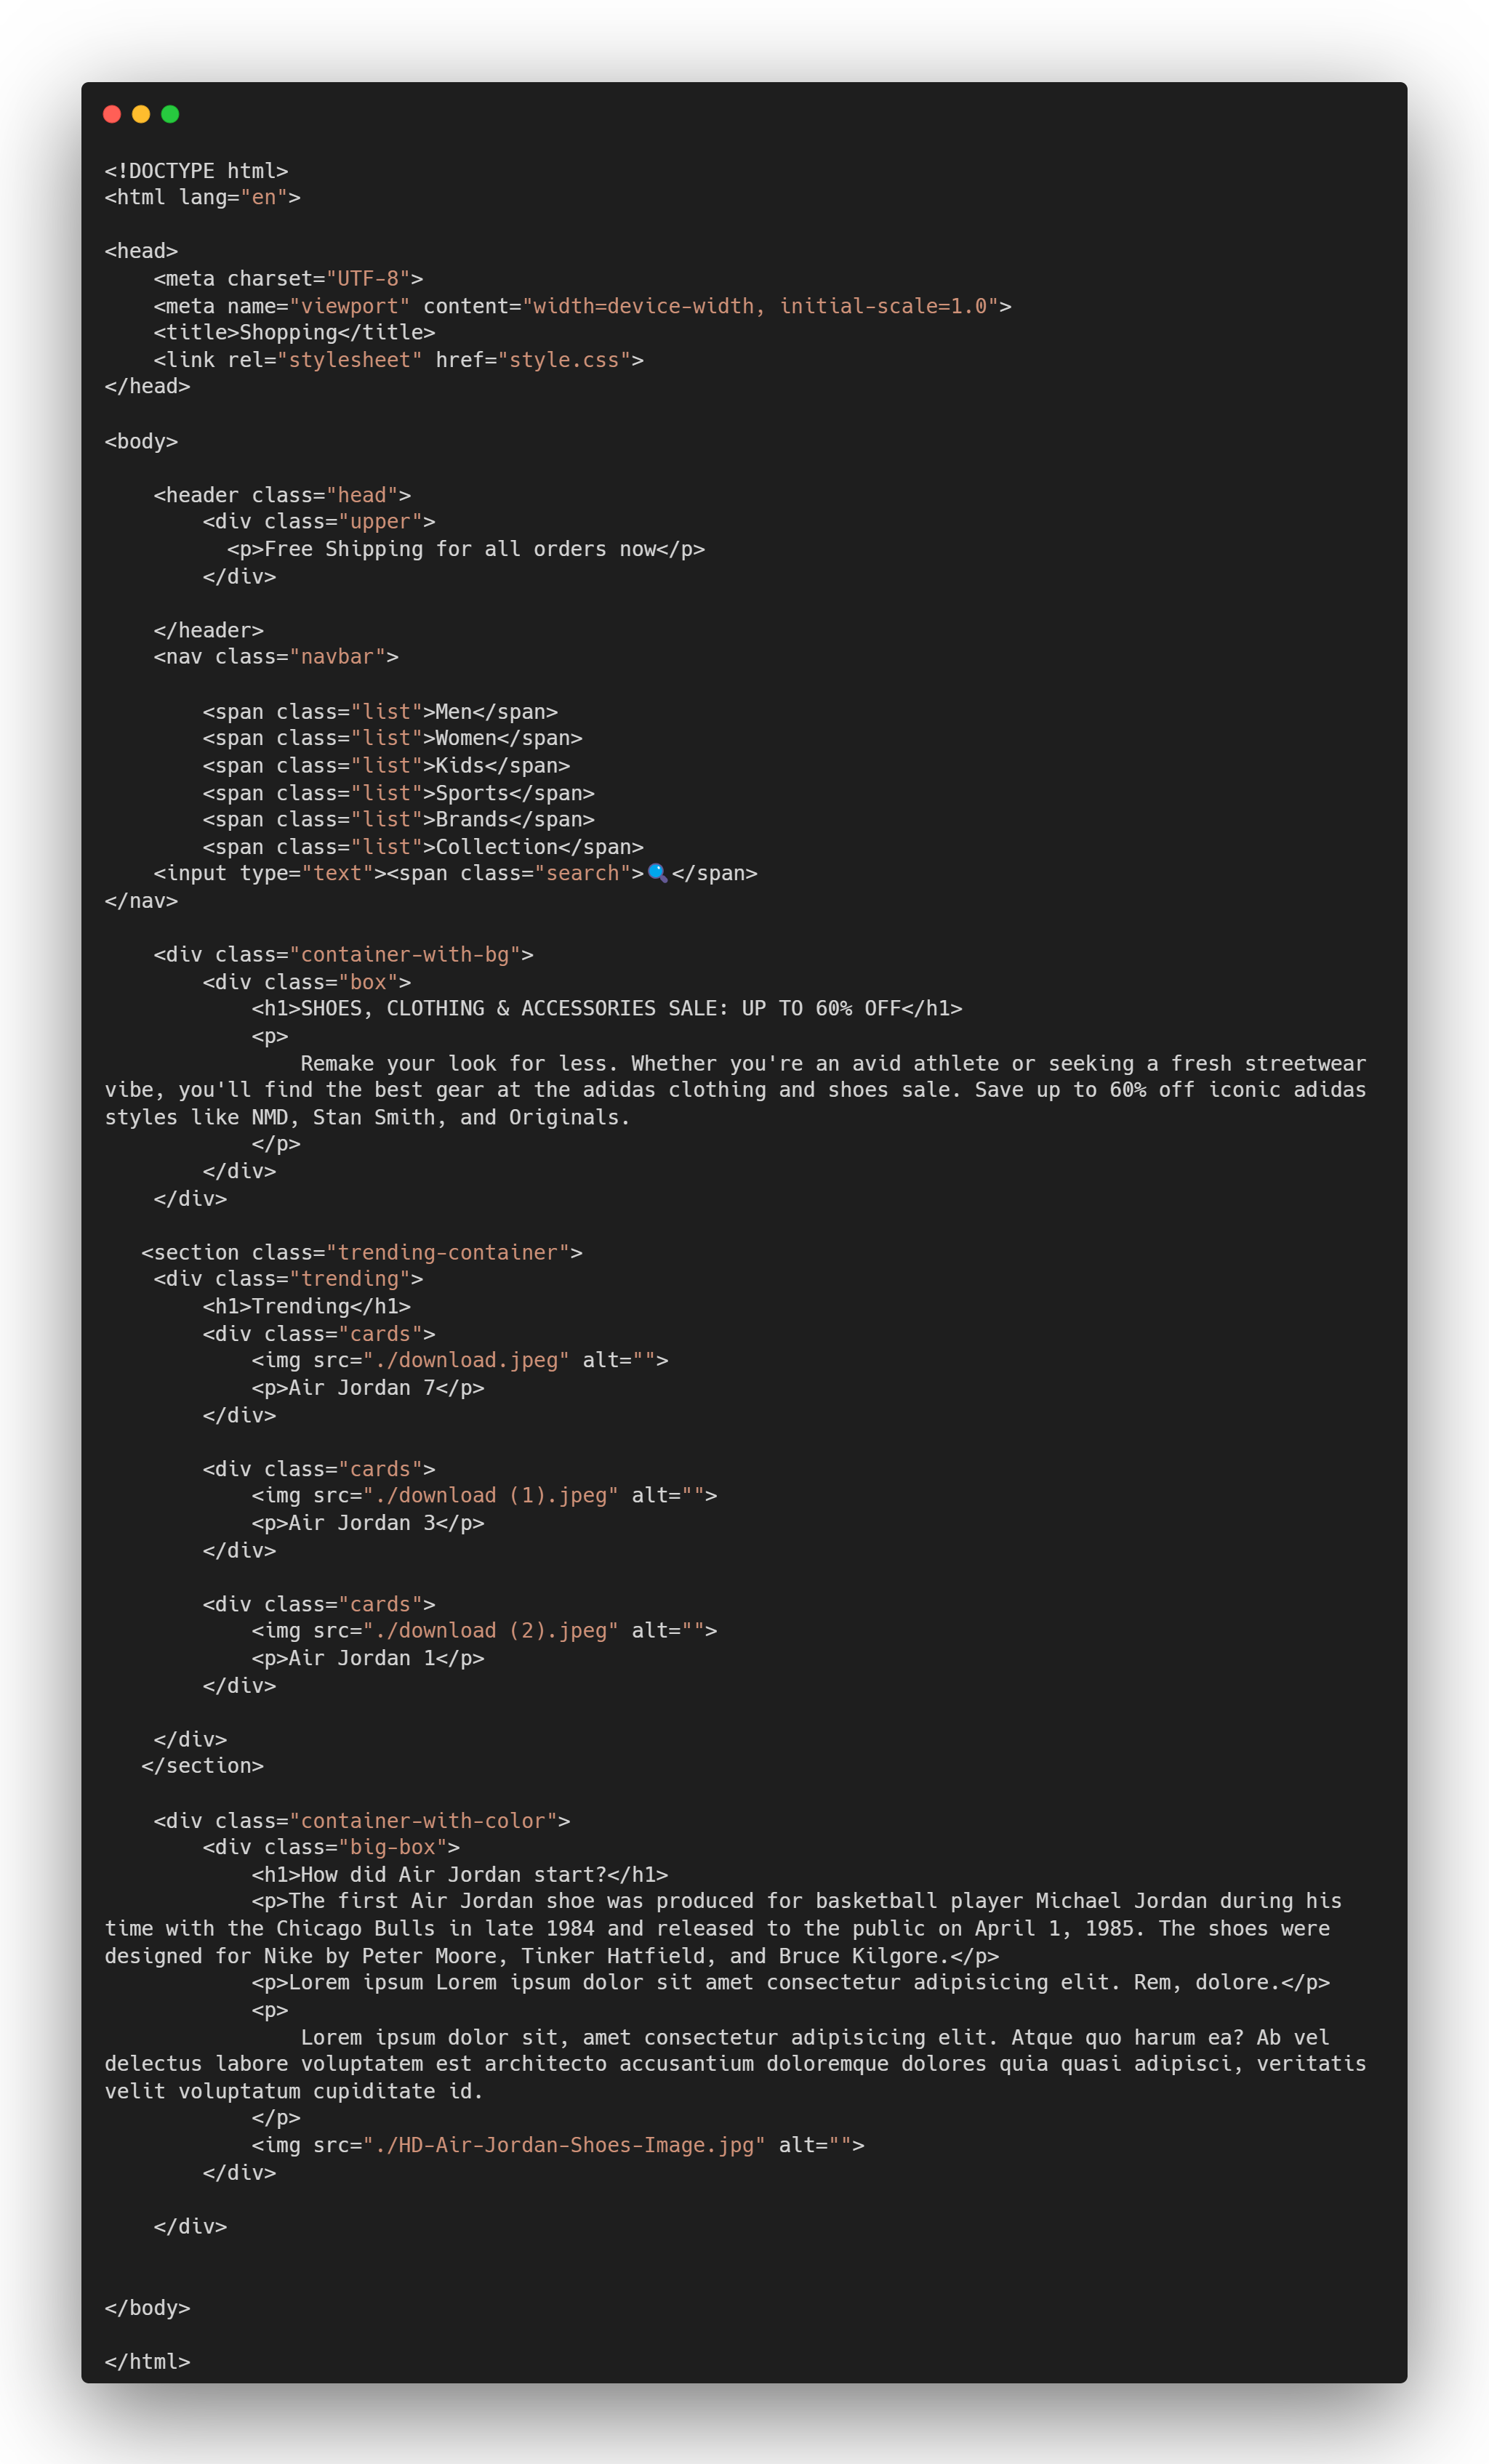 <!DOCTYPE html>
<html lang="en">

<head>
    <meta charset="UTF-8">
    <meta name="viewport" content="width=device-width, initial-scale=1.0">
    <title>Shopping</title>
    <link rel="stylesheet" href="style.css">
</head>

<body>

    <header class="head">
        <div class="upper">
          <p>Free Shipping for all orders now</p>
        </div>

    </header>
    <nav class="navbar">

        <span class="list">Men</span>
        <span class="list">Women</span>
        <span class="list">Kids</span>
        <span class="list">Sports</span>
        <span class="list">Brands</span>
        <span class="list">Collection</span>
    <input type="text"><span class="search">🔍</span>
</nav>

    <div class="container-with-bg">
        <div class="box">
            <h1>SHOES, CLOTHING & ACCESSORIES SALE: UP TO 60% OFF</h1>
            <p>
                Remake your look for less. Whether you're an avid athlete or seeking a fresh streetwear
vibe, you'll find the best gear at the adidas clothing and shoes sale. Save up to 60% off iconic adidas
styles like NMD, Stan Smith, and Originals.
            </p>
        </div>
    </div>

   <section class="trending-container">
    <div class="trending">
        <h1>Trending</h1>
        <div class="cards">
            <img src="./download.jpeg" alt="">
            <p>Air Jordan 7</p>
        </div>

        <div class="cards">
            <img src="./download (1).jpeg" alt="">
            <p>Air Jordan 3</p>
        </div>

        <div class="cards">
            <img src="./download (2).jpeg" alt="">
            <p>Air Jordan 1</p>
        </div>

    </div>
   </section>

    <div class="container-with-color">
        <div class="big-box">
            <h1>How did Air Jordan start?</h1>
            <p>The first Air Jordan shoe was produced for basketball player Michael Jordan during his
time with the Chicago Bulls in late 1984 and released to the public on April 1, 1985. The shoes were
designed for Nike by Peter Moore, Tinker Hatfield, and Bruce Kilgore.</p>
            <p>Lorem ipsum Lorem ipsum dolor sit amet consectetur adipisicing elit. Rem, dolore.</p>
            <p>
                Lorem ipsum dolor sit, amet consectetur adipisicing elit. Atque quo harum ea? Ab vel
delectus labore voluptatem est architecto accusantium doloremque dolores quia quasi adipisci, veritatis
velit voluptatum cupiditate id.
            </p>
            <img src="./HD-Air-Jordan-Shoes-Image.jpg" alt="">
        </div>

    </div>


</body>

</html>